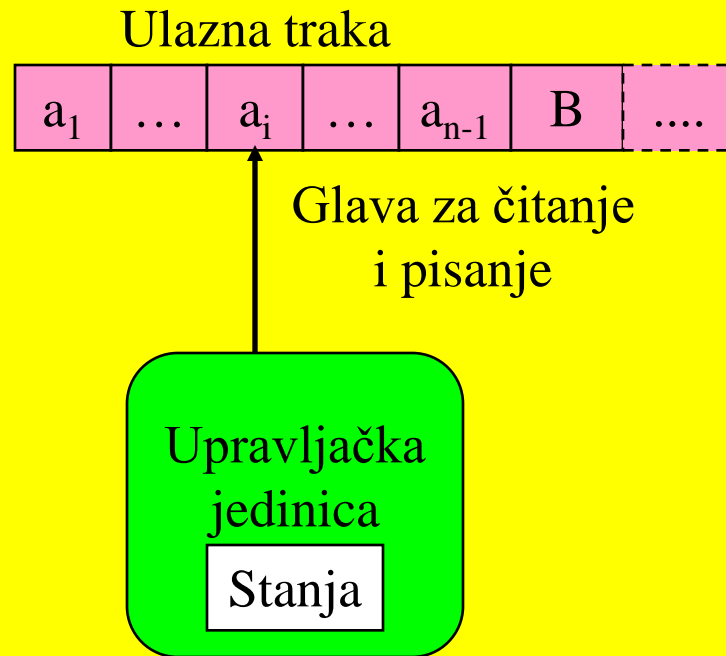 Ulazna traka
a₁ … aᵢ … aₙ₋₁ B ....
Glava za čitanje
i pisanje
Upravljačka
jedinica
Stanja